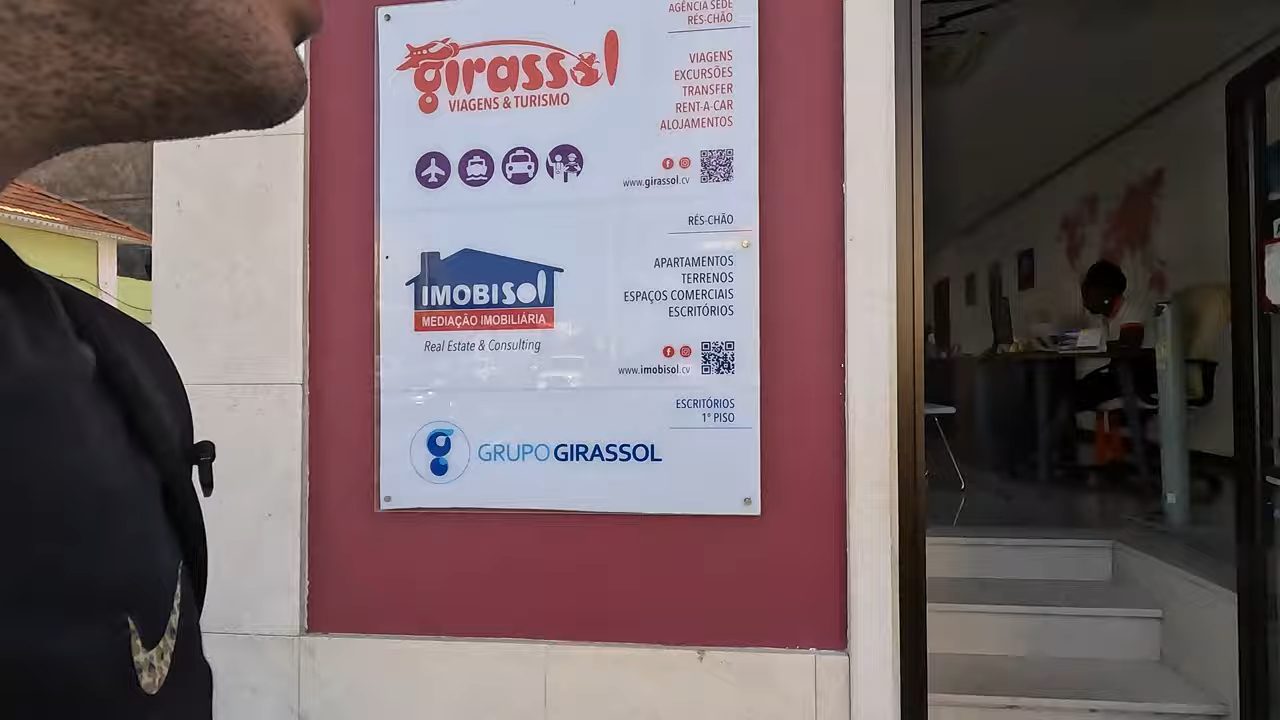 AGÊNCIA SEDE
RÉS-CHÃO
girassol
VIAGENS & TURISMO
VIAGENS
EXCURSÕES
TRANSFER
RENT-A-CAR
ALOJAMENTOS
www.girassol.cv
RÉS-CHÃO
IMOBISOl
MEDIAÇÃO IMOBILIÁRIA
Real Estate & Consulting
APARTAMENTOS
TERRENOS
ESPAÇOS COMERCIAIS
ESCRITÓRIOS
www.imobisol.cv
ESCRITÓRIOS
1º PISO
GRUPO GIRASSOL